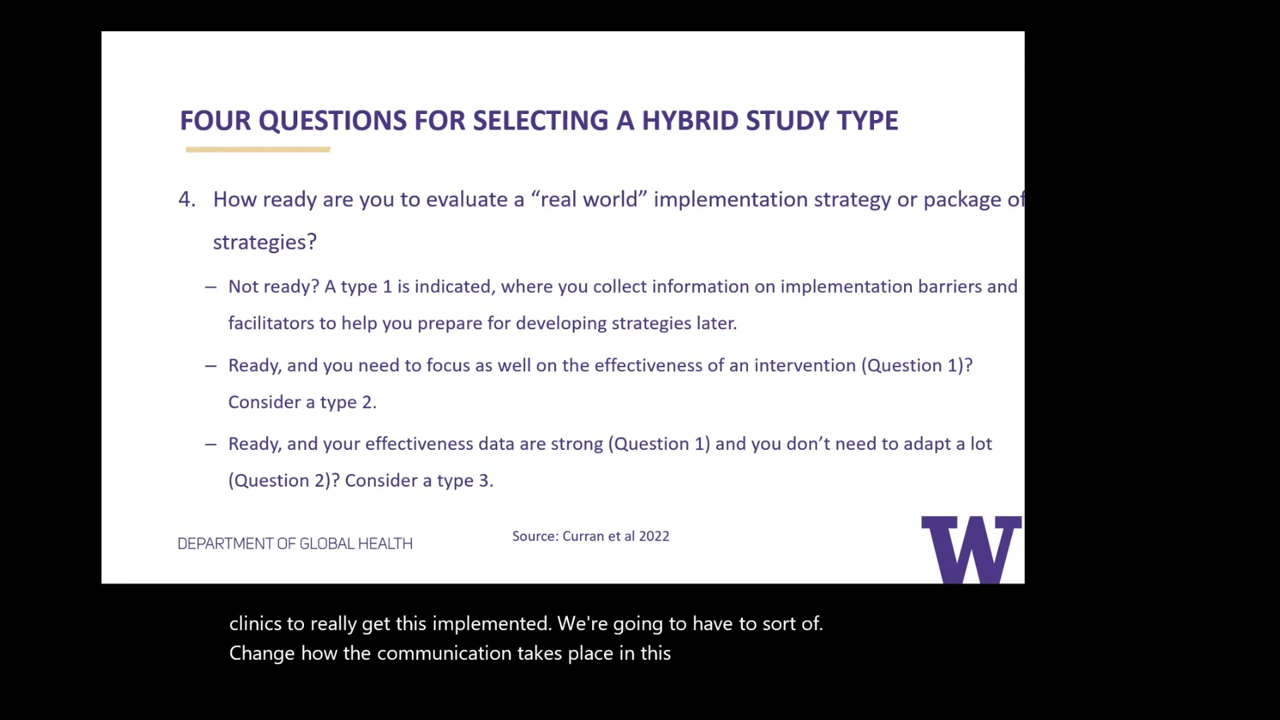 FOUR QUESTIONS FOR SELECTING A HYBRID STUDY TYPE
4. How ready are you to evaluate a “real world” implementation strategy or package of
strategies?
– Not ready? A type 1 is indicated, where you collect information on implementation barriers and
facilitators to help you prepare for developing strategies later.
– Ready, and you need to focus as well on the effectiveness of an intervention (Question 1)?
Consider a type 2.
– Ready, and your effectiveness data are strong (Question 1) and you don’t need to adapt a lot
(Question 2)? Consider a type 3.
DEPARTMENT OF GLOBAL HEALTH
Source: Curran et al 2022
W
clinics to really get this implemented. We're going to have to sort of.
Change how the communication takes place in this